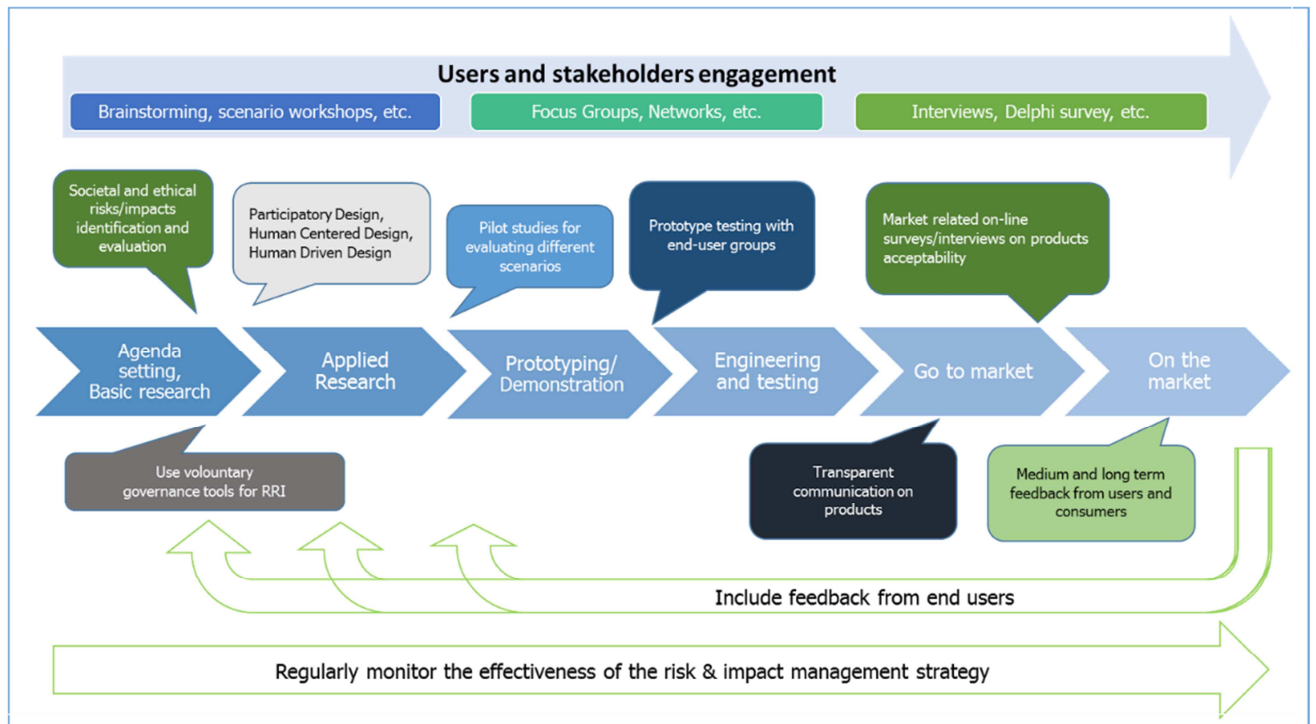 Users and stakeholders engagement
Brainstorming, scenario workshops, etc.
Focus Groups, Networks, etc.
Interviews, Delphi survey, etc.
Societal and ethical
risks/impacts
identification and
evaluation
Participatory Design,
Human Centered Design,
Human Driven Design
Pilot studies for
evaluating different
scenarios
Prototype testing with
end-user groups
Market related on-line
surveys/interviews on products
acceptability
Agenda
setting,
Basic research
Applied
Research
Prototyping/
Demonstration
Engineering
and testing
Go to market
On the
market
Use volountary
governance tools for RRI
Transparent
communication on
products
Medium and long term
feedback from users and
consumers
Include feedback from end users
Regularly monitor the effectiveness of the risk & impact management strategy